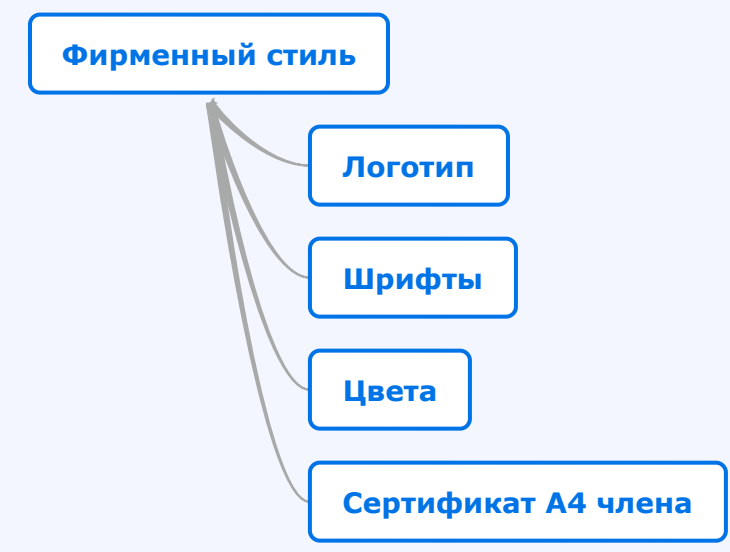 Фирменный стиль
Логотип
Шрифты
Цвета
Сертификат А4 члена